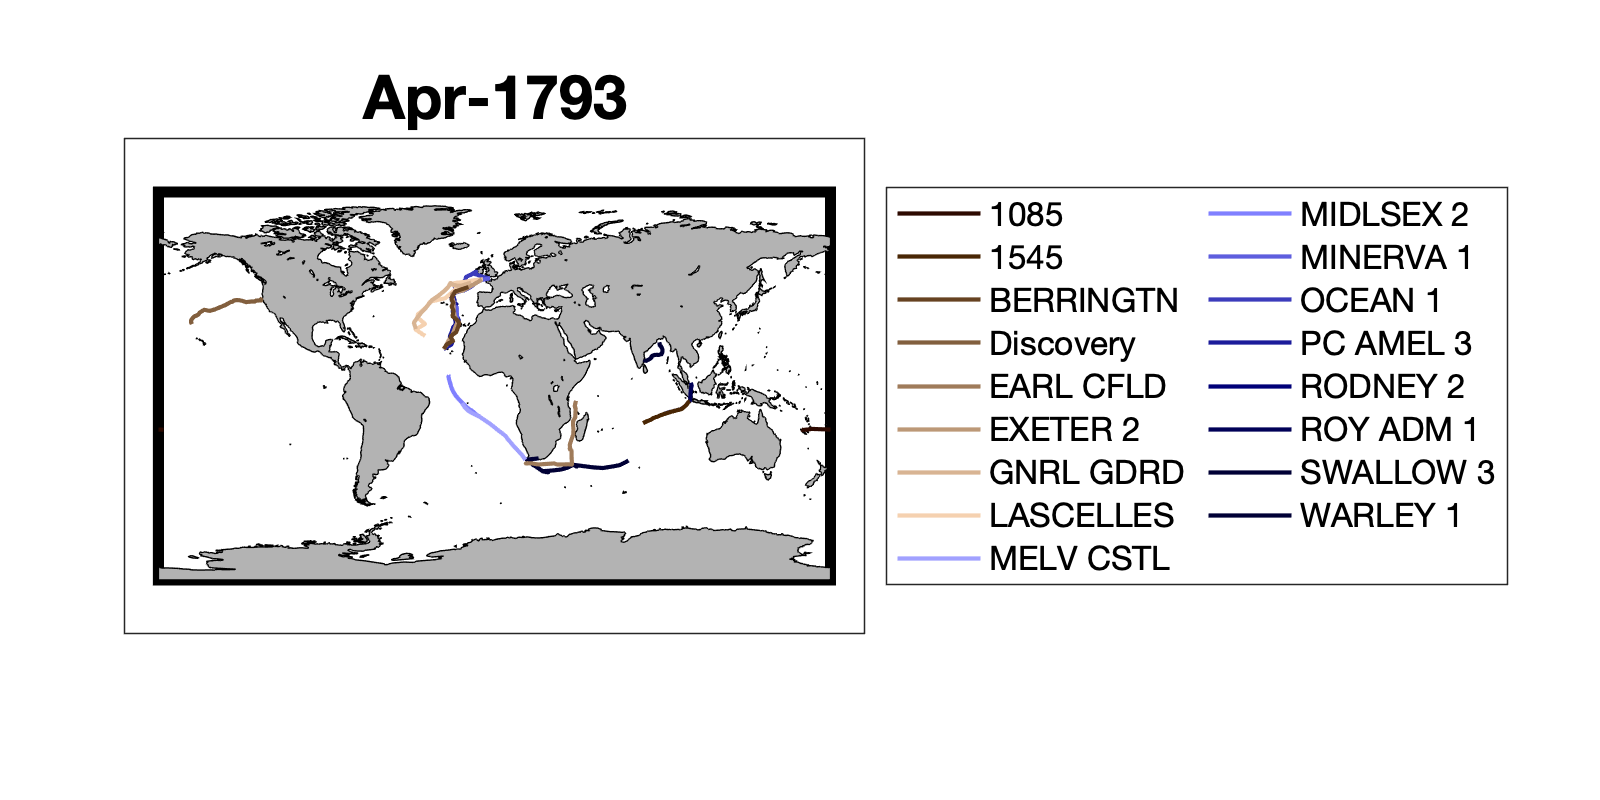 Apr-1793
1085
1545
BERRINGTN
Discovery
EARL CFLD
EXETER 2
GNRL GDRD
LASCELLES
MELV CSTL
MIDLSEX 2
MINERVA 1
OCEAN 1
PC AMEL 3
RODNEY 2
ROY ADM 1
SWALLOW 3
WARLEY 1